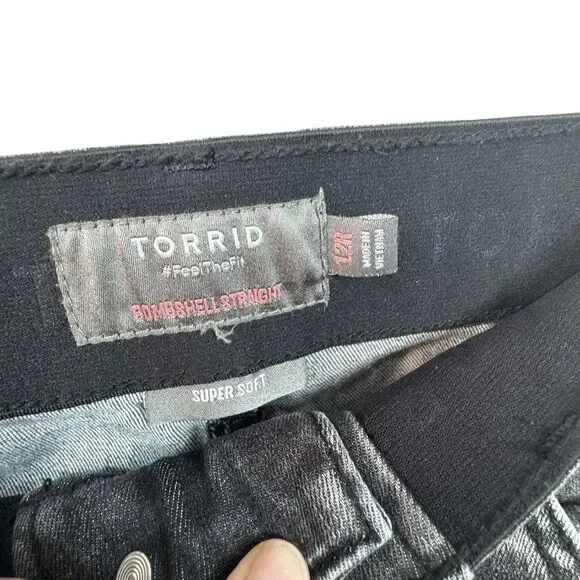 TORRID
#FeelTheFit
BOMBSHELL STRAIGHT
12R
MADE IN
VIETNAM
SUPER SOFT